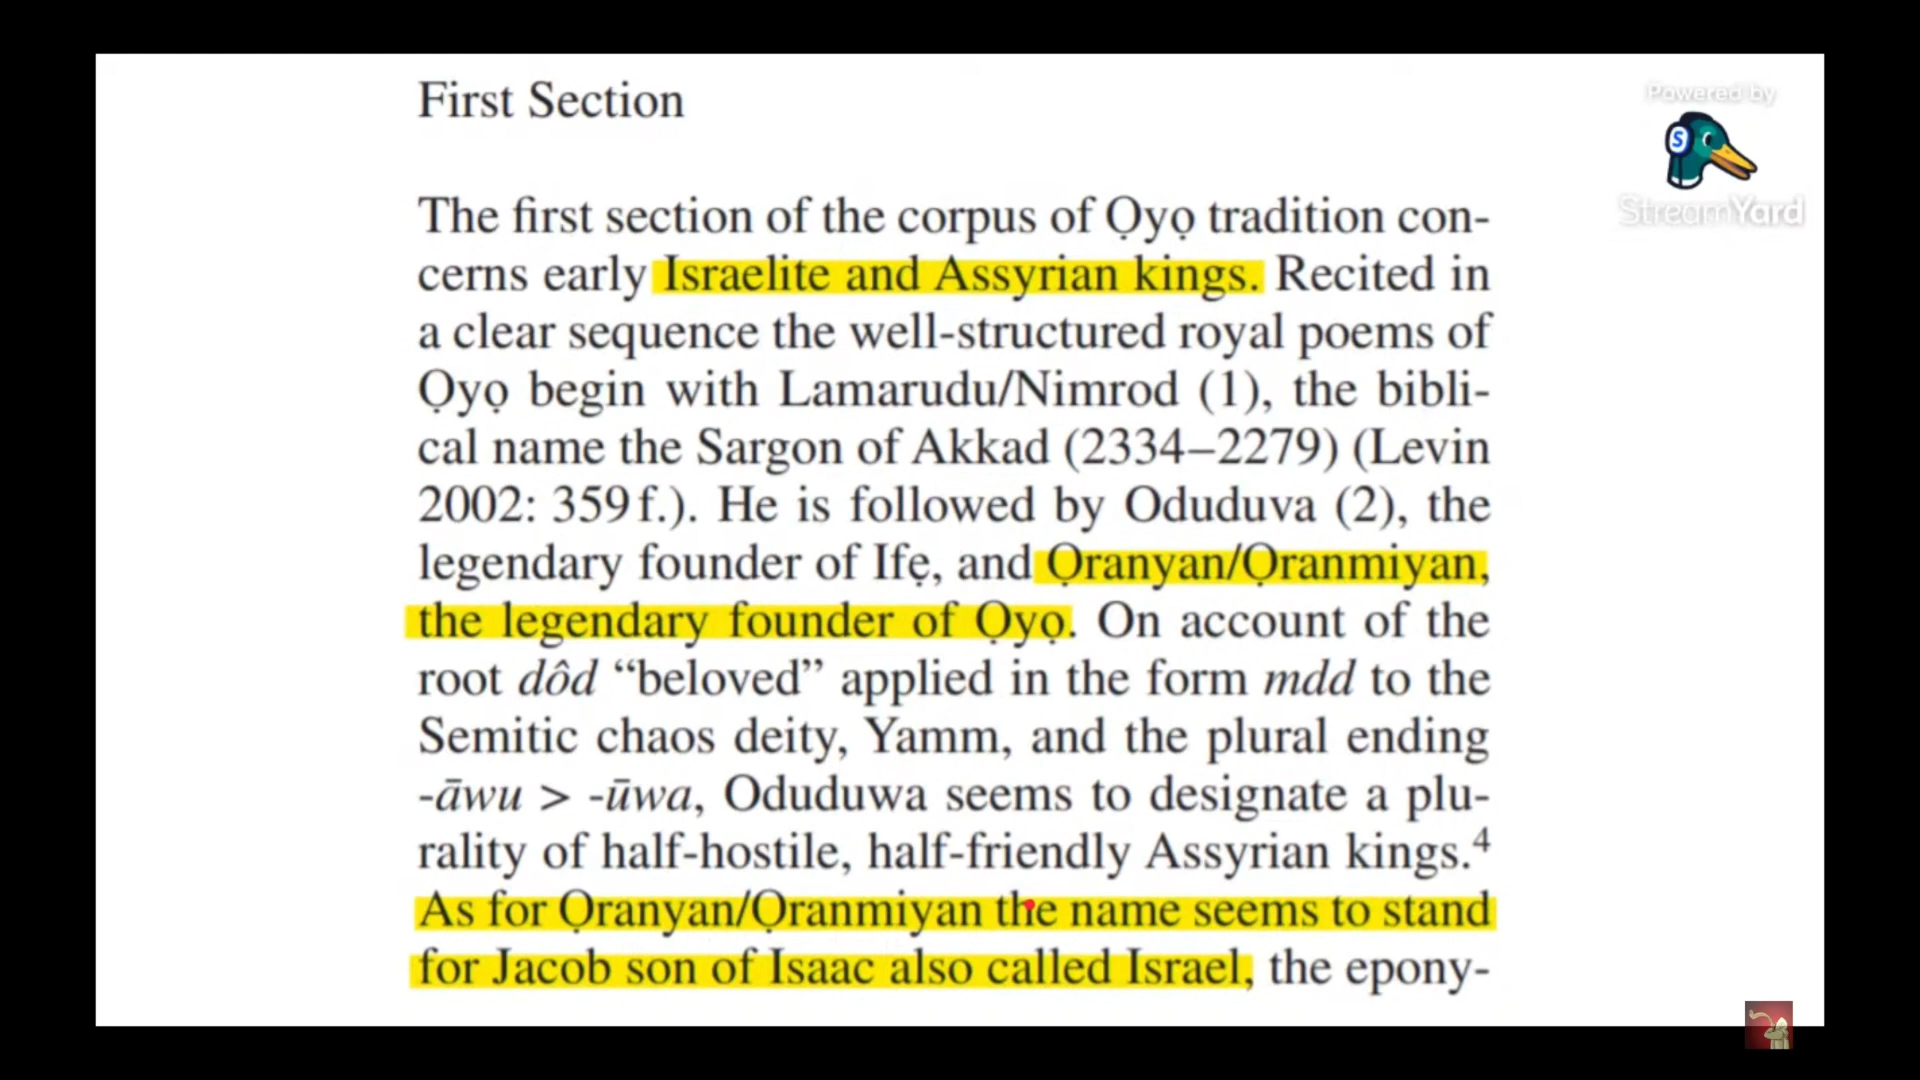 First Section
The first section of the corpus of Ọyọ tradition con-
cerns early Israelite and Assyrian kings. Recited in
a clear sequence the well-structured royal poems of
Ọyọ begin with Lamarudu/Nimrod (1), the bibli-
cal name the Sargon of Akkad (2334–2279) (Levin
2002: 359 f.). He is followed by Oduduva (2), the
legendary founder of Ifẹ, and Ọranyan/Ọranmiyan,
the legendary founder of Ọyọ. On account of the
root dôd “beloved” applied in the form mdd to the
Semitic chaos deity, Yamm, and the plural ending
-āwu > -ūwa, Oduduwa seems to designate a plu-
rality of half-hostile, half-friendly Assyrian kings.⁴
As for Ọranyan/Ọranmiyan the name seems to stand
for Jacob son of Isaac also called Israel, the epony-
Powered by
S
StreamYard